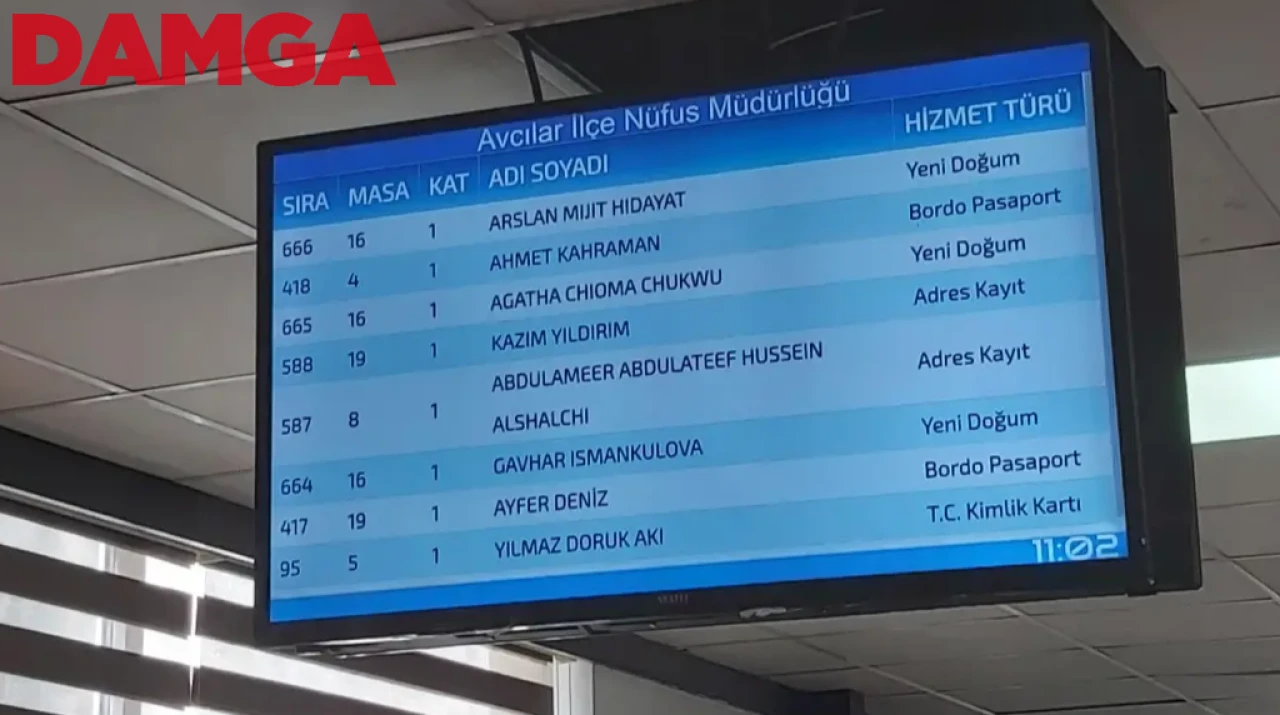 DAMGA
Avcılar İlçe Nüfus Müdürlüğü
SIRA MASA KAT ADI SOYADI HİZMET TÜRÜ
666 16 1 ARSLAN MIJIT HIDAYAT Yeni Doğum
418 4 1 AHMET KAHRAMAN Bordo Pasaport
665 16 1 AGATHA CHIOMA CHUKWU Yeni Doğum
588 19 1 KAZIM YILDIRIM Adres Kayıt
587 8 1 ABDULAMEER ABDULATEEF HUSSEIN Adres Kayıt
ALSHALCHI
664 16 1 GAVHAR ISMANKULOVA Yeni Doğum
417 19 1 AYFER DENİZ Bordo Pasaport
95 5 1 YILMAZ DORUK AKI T.C. Kimlik Kartı
11:02